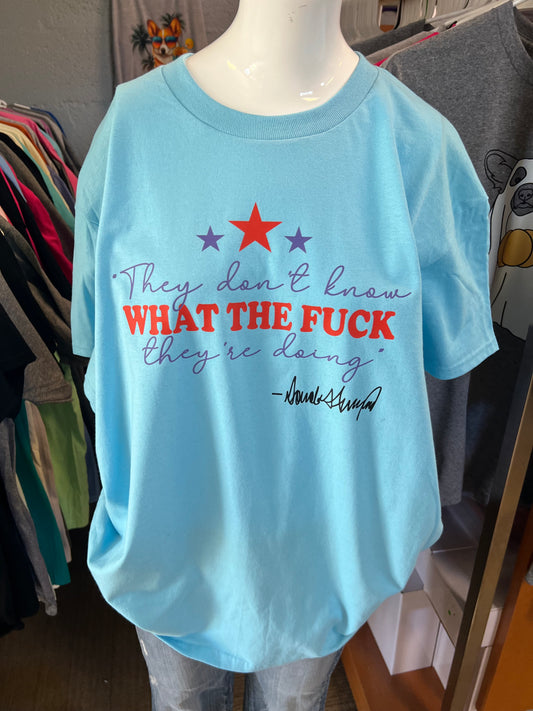 "They don't know
WHAT THE FUCK
they're doing"